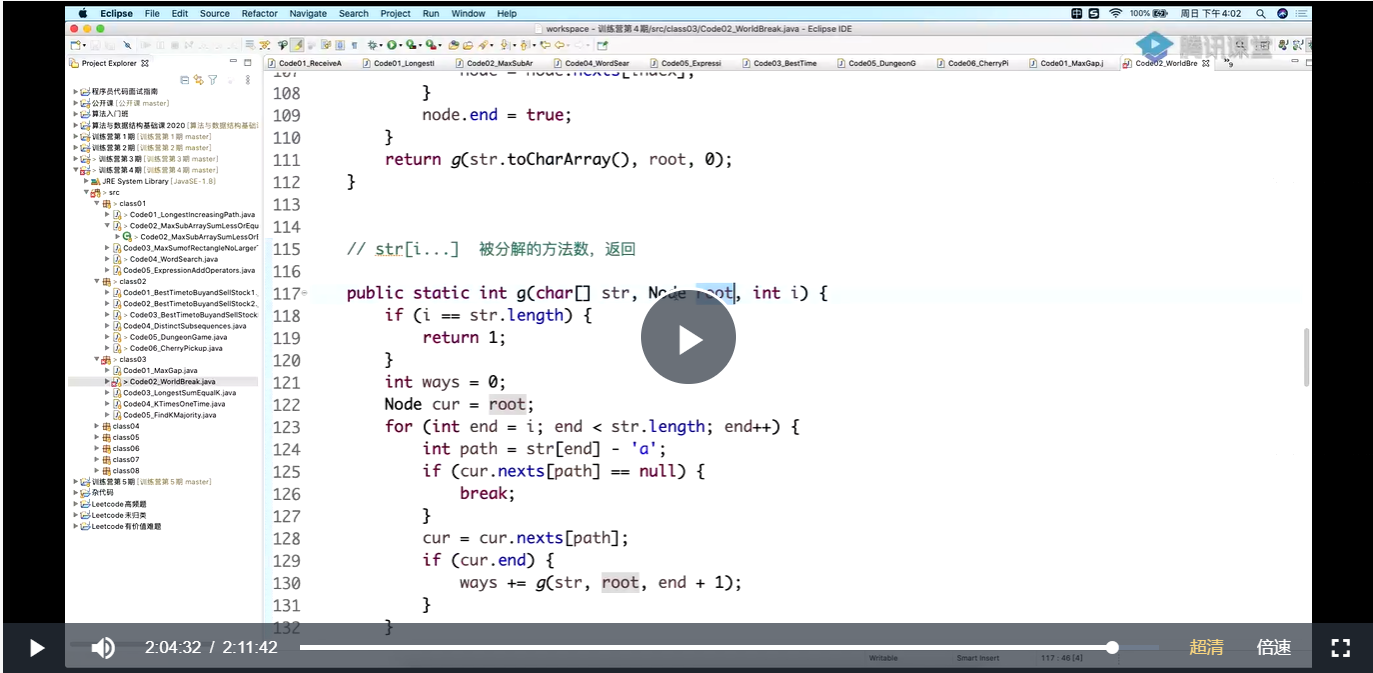 Eclipse File Edit Source Refactor Navigate Search Project Run Window Help 100% 周日下午4:02
workspace - 训练营第4期/src/class03/Code02_WorldBreak.java - Eclipse IDE
腾讯课堂
Project Explorer
Code01_ReceiveA Code01_Longesti Code02_MaxSubAr Code04_WordSear Code05_Expressi Code03_BestTime Code05_DungeonG Code06_CherryPi Code01_MaxGap.j Code02_WorldBre
程序员代码面试指南
公开课 [公开课 master]
算法入门班
算法与数据结构基础课2020 [算法与数据结构基础
训练营第1期 [训练营第1期 master]
训练营第2期 [训练营第2期 master]
> 训练营第3期 [训练营第3期 master]
> 训练营第4期 [训练营第4期 master]
JRE System Library [JavaSE-1.8]
> src
> class01
> Code01_LongestIncreasingPath.java
> Code02_MaxSubArraySumLessOrEqu
> Code02_MaxSubArraySumLessOrE
Code03_MaxSumofRectangleNoLarger
> Code04_WordSearch.java
> Code05_ExpressionAddOperators.java
> class02
> Code01_BestTimetoBuyandSellStock1
> Code02_BestTimetoBuyandSellStock2
> Code03_BestTimetoBuyandSellStock
Code04_DistinctSubsequences.java
> Code05_DungeonGame.java
> Code06_CherryPickup.java
> class03
Code01_MaxGap.java
> Code02_WorldBreak.java
Code03_LongestSumEqualK.java
Code04_KTimesOneTime.java
Code05_FindKMajority.java
> class04
> class05
> class06
> class07
> class08
训练营第5期 [训练营第5期 master]
杂代码
Leetcode高频题
Leetcode未归类
Leetcode有价值难题
107 node = node.nexts[index];
108 }
109 node.end = true;
110 }
111 return g(str.toCharArray(), root, 0);
112 }
113
114
115 // str[i...] 被分解的方法数，返回
116
117 public static int g(char[] str, Node root, int i) {
118 if (i == str.length) {
119 return 1;
120 }
121 int ways = 0;
122 Node cur = root;
123 for (int end = i; end < str.length; end++) {
124 int path = str[end] - 'a';
125 if (cur.nexts[path] == null) {
126 break;
127 }
128 cur = cur.nexts[path];
129 if (cur.end) {
130 ways += g(str, root, end + 1);
131 }
132 }
2:04:32 / 2:11:42 超清 倍速
Writable Smart Insert 117 : 46 [4]